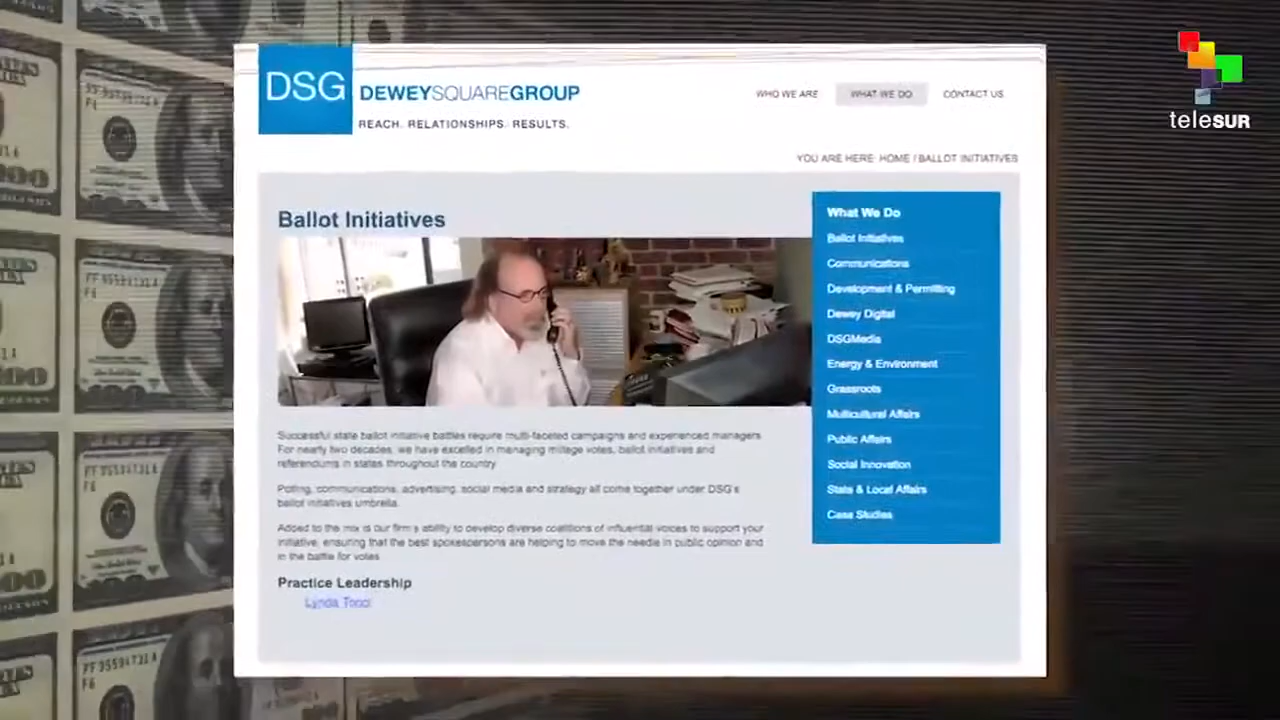 DSG
DEWEYSQUAREGROUP
REACH. RELATIONSHIPS. RESULTS.
WHO WE ARE
WHAT WE DO
CONTACT US
YOU ARE HERE: HOME / BALLOT INITIATIVES
Ballot Initiatives
Successful state ballot initiative battles require multi-faceted campaigns and experienced managers.
For nearly two decades, we have excelled in managing millage votes, ballot initiatives and
referendums in states throughout the country.
Polling, communications, advertising, social media and strategy all come together under DSG's
ballot initiatives umbrella.
Added to the mix is our firm's ability to develop diverse coalitions of influential voices to support your
initiative, ensuring that the best spokespersons are helping to move the needle in public opinion and
in the battle for votes.
Practice Leadership
Lynda Tocci
What We Do
Ballot Initiatives
Communications
Development & Permitting
Dewey Digital
DSGMedia
Energy & Environment
Grassroots
Multicultural Affairs
Public Affairs
Social Innovation
State & Local Affairs
Case Studies
teleSUR
FF95594731A
F6